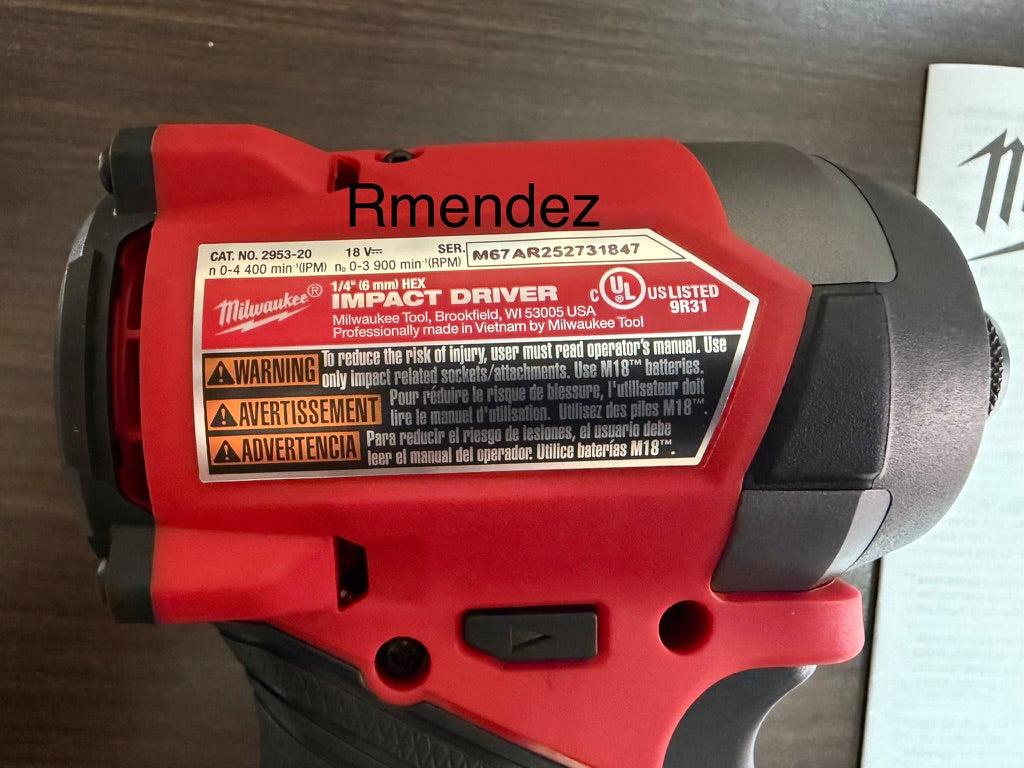 Rmendez
CAT. NO. 2953-20 18 V⎓ SER. M67AR252731847
n 0-4 400 min⁻¹(IPM) n₀ 0-3 900 min⁻¹(RPM)
Milwaukee®
1/4" (6 mm) HEX
IMPACT DRIVER
Milwaukee Tool, Brookfield, WI 53005 USA
Professionally made in Vietnam by Milwaukee Tool
C UL® US LISTED
9R31
⚠WARNING To reduce the risk of injury, user must read operator's manual. Use
only impact related sockets/attachments. Use M18™ batteries.
⚠AVERTISSEMENT Pour réduire le risque de blessure, l'utilisateur doit
lire le manuel d'utilisation. Utilisez des piles M18™.
⚠ADVERTENCIA Para reducir el riesgo de lesiones, el usuario debe
leer el manual del operador. Utilice baterías M18™.